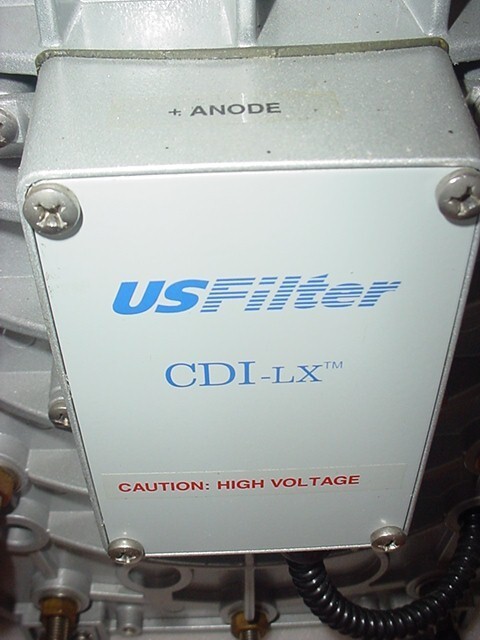 + ANODE
USFilter
CDI-LX™
CAUTION: HIGH VOLTAGE